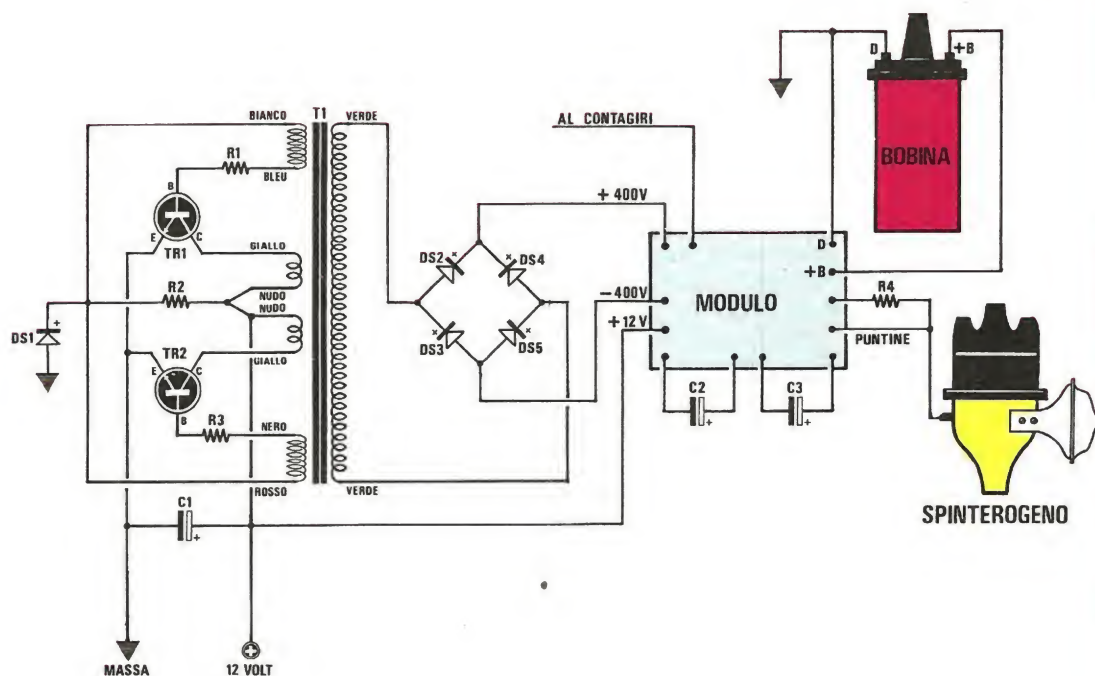 D
+B
BOBINA
BIANCO
T1
VERDE
AL CONTAGIRI
R1
B
BLEU
+ 400V
E
C
TR1
GIALLO
DS2
DS4
D
+B
R2
NUDO
NUDO
- 400V
MODULO
R4
DS1
+
+ 12 V
DS3
DS5
PUNTINE
E
C
TR2
GIALLO
B
R3
NERO
C2
+
C3
+
ROSSO
VERDE
C1
+
SPINTEROGENO
MASSA
12 VOLT